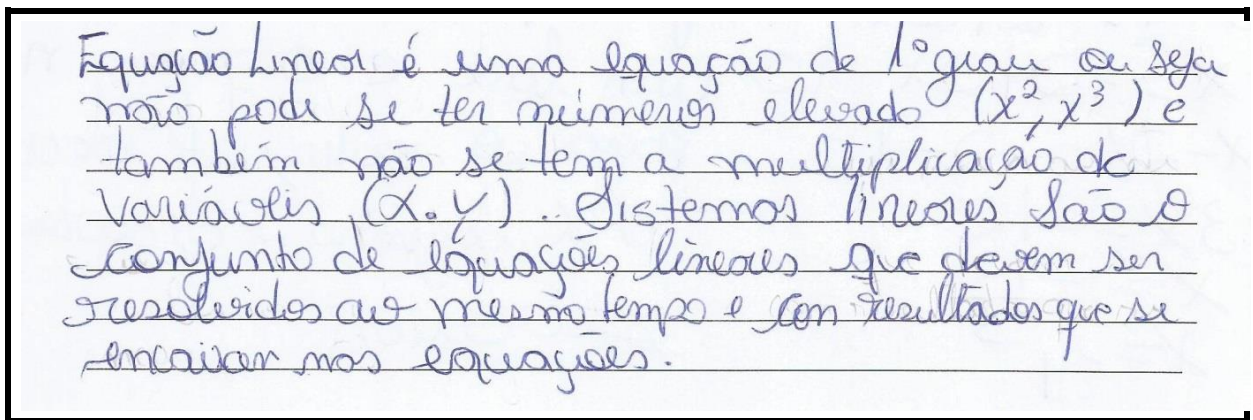 Equação Linear é uma equação de 1º grau ou seja
não pode se ter números elevado (x², x³) e
também não se tem a multiplicação de
variáveis (x.y). Sistemas lineares são o
conjunto de equações lineares que devem ser
resolvidos ao mesmo tempo e com resultados que se
encaixar nas equações.